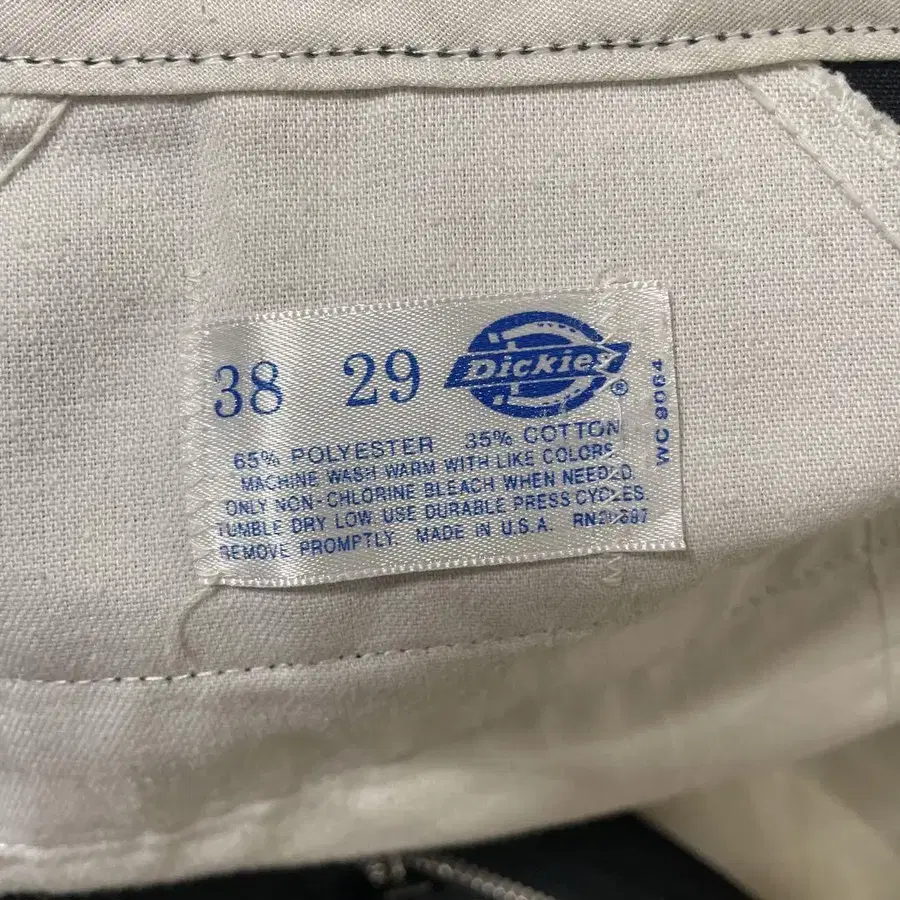 38 29 Dickies ®
65% POLYESTER 35% COTTON
MACHINE WASH WARM WITH LIKE COLORS
ONLY NON-CHLORINE BLEACH WHEN NEEDED.
TUMBLE DRY LOW. USE DURABLE PRESS CYCLES.
REMOVE PROMPTLY. MADE IN U.S.A.
WC 9064